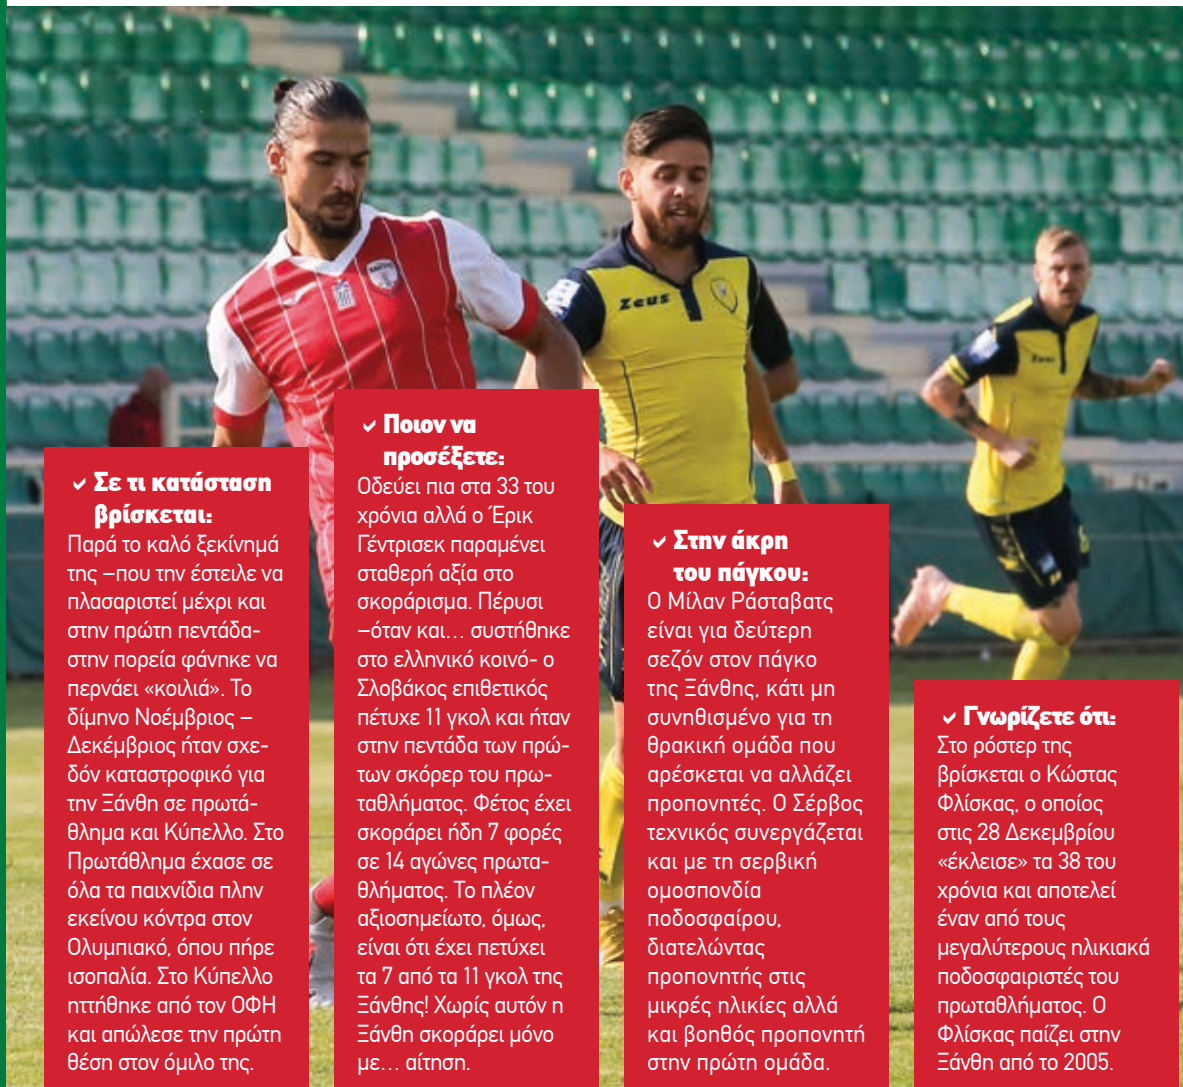 Zeus
Zeus
Σε τι κατάσταση
βρίσκεται:
Παρά το καλό ξεκίνημά
της –που την έστειλε να
πλασαριστεί μέχρι και
στην πρώτη πεντάδα-
στην πορεία φάνηκε να
περνάει «κοιλιά». Το
δίμηνο Νοέμβριος –
Δεκέμβριος ήταν σχε-
δόν καταστροφικό για
την Ξάνθη σε πρωτά-
θλημα και Κύπελλο. Στο
Πρωτάθλημα έχασε σε
όλα τα παιχνίδια πλην
εκείνου κόντρα στον
Ολυμπιακό, όπου πήρε
ισοπαλία. Στο Κύπελλο
ηττήθηκε από τον ΟΦΗ
και απώλεσε την πρώτη
θέση στον όμιλο της.
Ποιον να
προσέξετε:
Οδεύει πια στα 33 του
χρόνια αλλά ο Έρικ
Γέντρισεκ παραμένει
σταθερή αξία στο
σκοράρισμα. Πέρυσι
–όταν και... συστήθηκε
στο ελληνικό κοινό- ο
Σλοβάκος επιθετικός
πέτυχε 11 γκολ και ήταν
στην πεντάδα των πρώ-
των σκόρερ του πρω-
ταθλήματος. Φέτος έχει
σκοράρει ήδη 7 φορές
σε 14 αγώνες πρωτα-
θλήματος. Το πλέον
αξιοσημείωτο, όμως,
είναι ότι έχει πετύχει
τα 7 από τα 11 γκολ της
Ξάνθης! Χωρίς αυτόν η
Ξάνθη σκοράρει μόνο
με... αίτηση.
Στην άκρη
του πάγκου:
Ο Μίλαν Ράσταβατς
είναι για δεύτερη
σεζόν στον πάγκο
της Ξάνθης, κάτι μη
συνηθισμένο για τη
θρακική ομάδα που
αρέσκεται να αλλάζει
προπονητές. Ο Σέρβος
τεχνικός συνεργάζεται
και με τη σερβική
ομοσπονδία
ποδοσφαίρου,
διατελώντας
προπονητής στις
μικρές ηλικίες αλλά
και βοηθός προπονητή
στην πρώτη ομάδα.
Γνωρίζετε ότι:
Στο ρόστερ της
βρίσκεται ο Κώστας
Φλίσκας, ο οποίος
στις 28 Δεκεμβρίου
«έκλεισε» τα 38 του
χρόνια και αποτελεί
έναν από τους
μεγαλύτερους ηλικιακά
ποδοσφαιριστές του
πρωταθλήματος. Ο
Φλίσκας παίζει στην
Ξάνθη από το 2005.